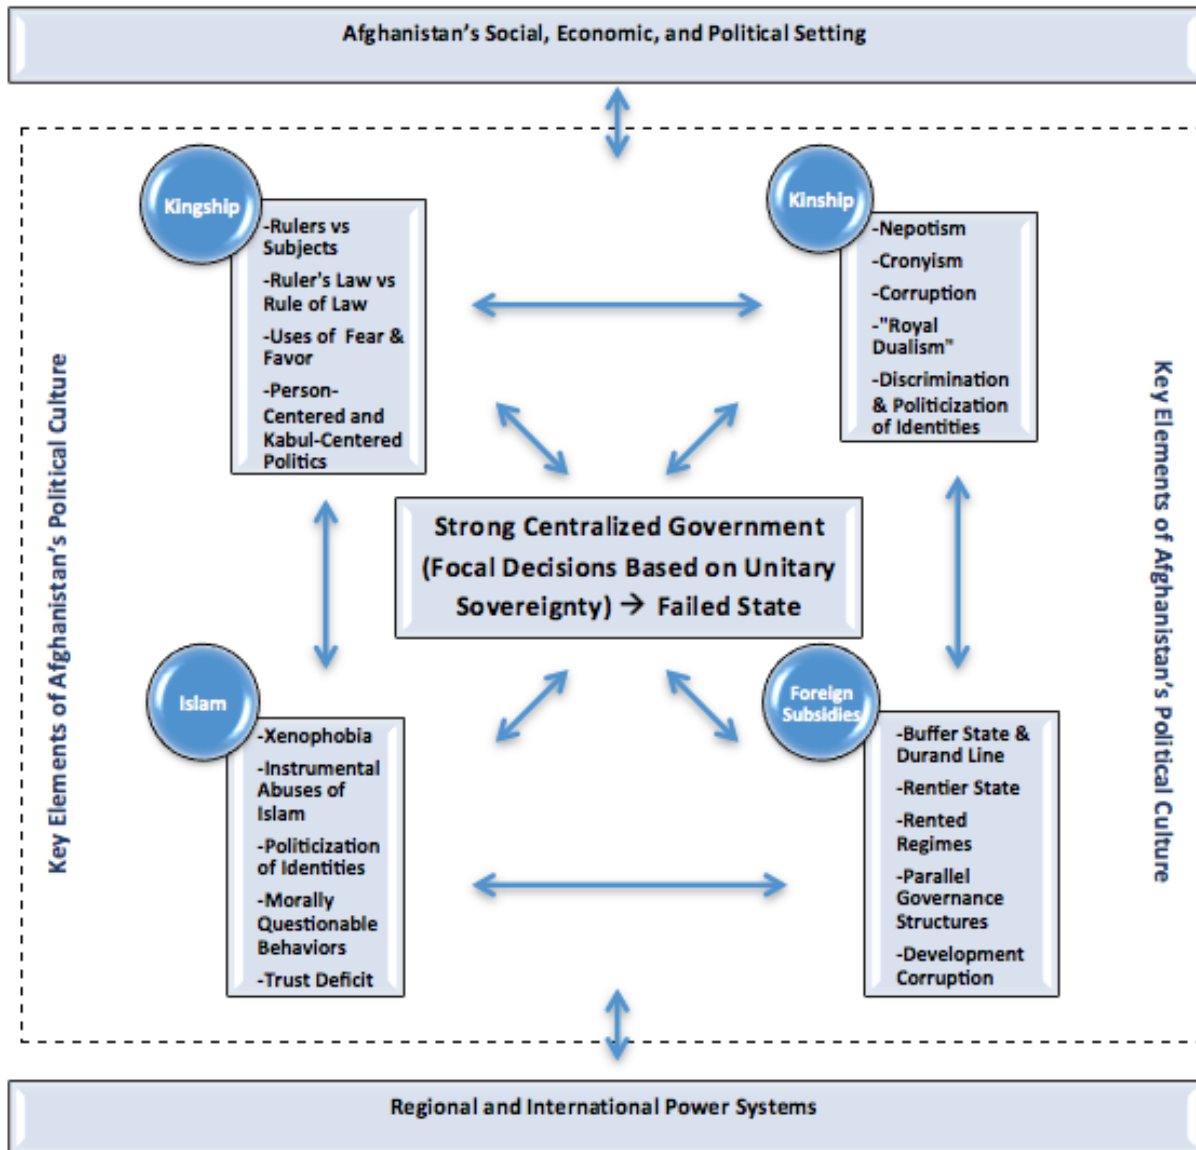 Afghanistan's Social, Economic, and Political Setting
Key Elements of Afghanistan's Political Culture
Kingship
-Rulers vs
Subjects
-Ruler's Law vs
Rule of Law
-Uses of Fear &
Favor
-Person-
Centered and
Kabul-Centered
Politics
Kinship
-Nepotism
-Cronyism
-Corruption
-"Royal
Dualism"
-Discrimination
& Politicization
of Identities
Strong Centralized Government
(Focal Decisions Based on Unitary
Sovereignty) → Failed State
Islam
-Xenophobia
-Instrumental
Abuses of
Islam
-Politicization
of Identities
-Morally
Questionable
Behaviors
-Trust Deficit
Foreign
Subsidies
-Buffer State &
Durand Line
-Rentier State
-Rented
Regimes
-Parallel
Governance
Structures
-Development
Corruption
Key Elements of Afghanistan's Political Culture
Regional and International Power Systems